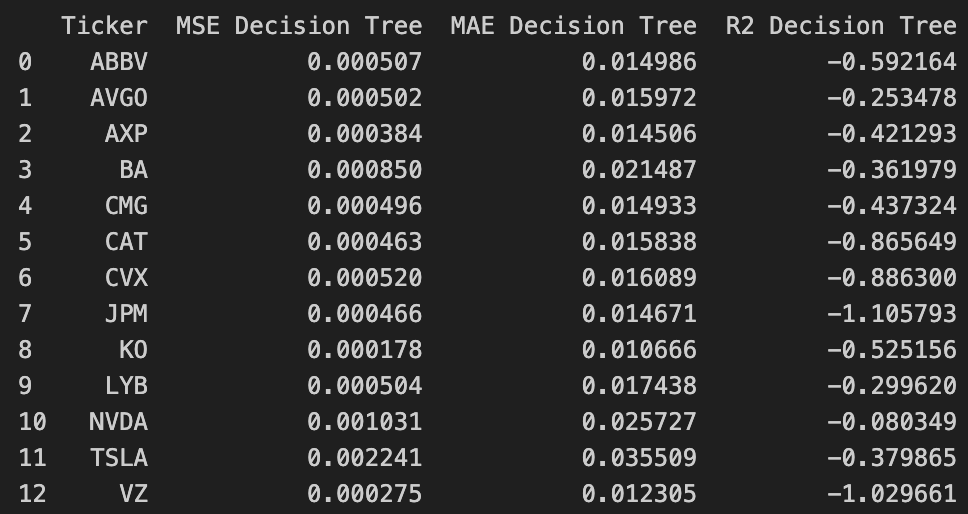 Ticker MSE Decision Tree MAE Decision Tree R2 Decision Tree
0 ABBV 0.000507 0.014986 -0.592164
1 AVGO 0.000502 0.015972 -0.253478
2 AXP 0.000384 0.014506 -0.421293
3 BA 0.000850 0.021487 -0.361979
4 CMG 0.000496 0.014933 -0.437324
5 CAT 0.000463 0.015838 -0.865649
6 CVX 0.000520 0.016089 -0.886300
7 JPM 0.000466 0.014671 -1.105793
8 KO 0.000178 0.010666 -0.525156
9 LYB 0.000504 0.017438 -0.299620
10 NVDA 0.001031 0.025727 -0.080349
11 TSLA 0.002241 0.035509 -0.379865
12 VZ 0.000275 0.012305 -1.029661